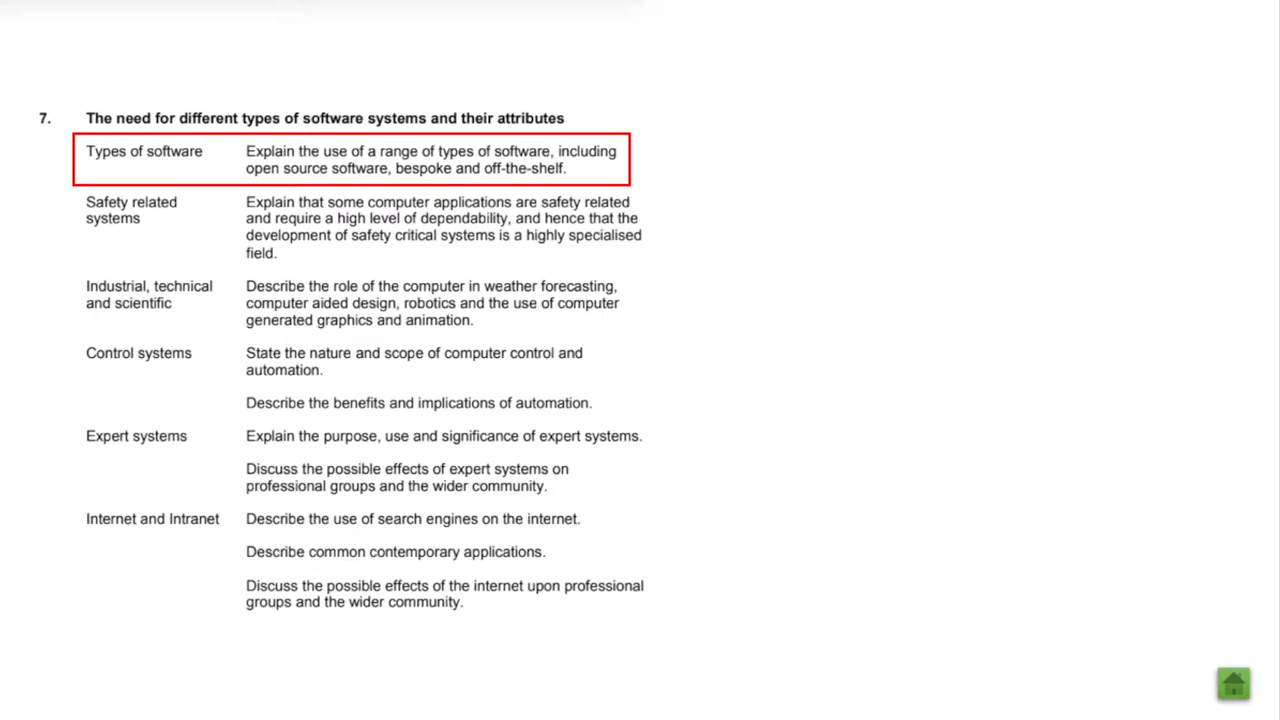 7. The need for different types of software systems and their attributes
Types of software Explain the use of a range of types of software, including
open source software, bespoke and off-the-shelf.
Safety related Explain that some computer applications are safety related
systems and require a high level of dependability, and hence that the
development of safety critical systems is a highly specialised
field.
Industrial, technical Describe the role of the computer in weather forecasting,
and scientific computer aided design, robotics and the use of computer
generated graphics and animation.
Control systems State the nature and scope of computer control and
automation.
Describe the benefits and implications of automation.
Expert systems Explain the purpose, use and significance of expert systems.
Discuss the possible effects of expert systems on
professional groups and the wider community.
Internet and Intranet Describe the use of search engines on the internet.
Describe common contemporary applications.
Discuss the possible effects of the internet upon professional
groups and the wider community.